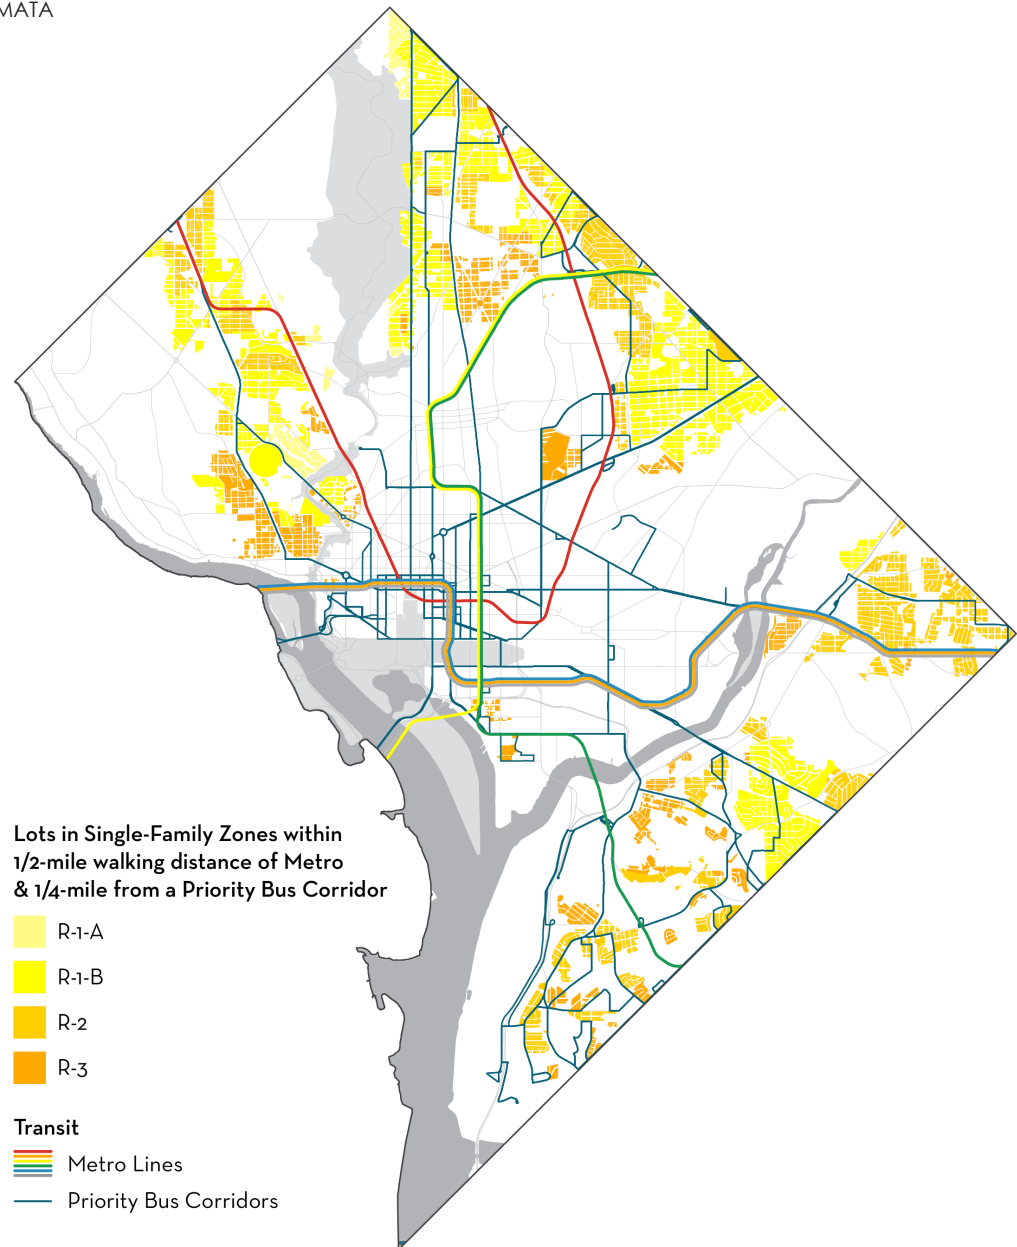 MATA
Lots in Single-Family Zones within
1/2-mile walking distance of Metro
& 1/4-mile from a Priority Bus Corridor
R-1-A
R-1-B
R-2
R-3
Transit
Metro Lines
Priority Bus Corridors